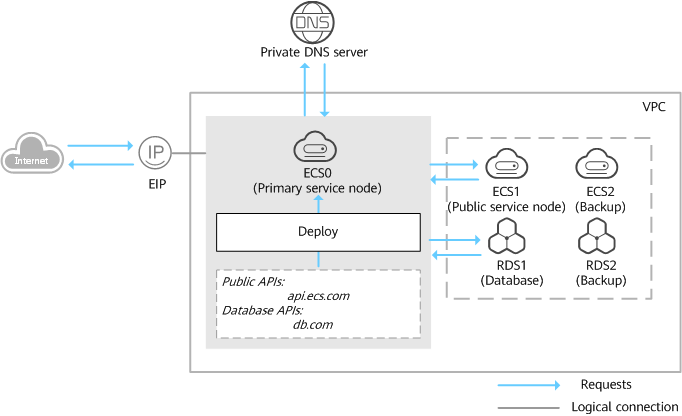 DNS
Private DNS server
VPC
Internet
IP
EIP
ECS0
(Primary service node)
ECS1
(Public service node)
ECS2
(Backup)
Deploy
RDS1
(Database)
RDS2
(Backup)
Public APIs:
api.ecs.com
Database APIs:
db.com
Requests
Logical connection